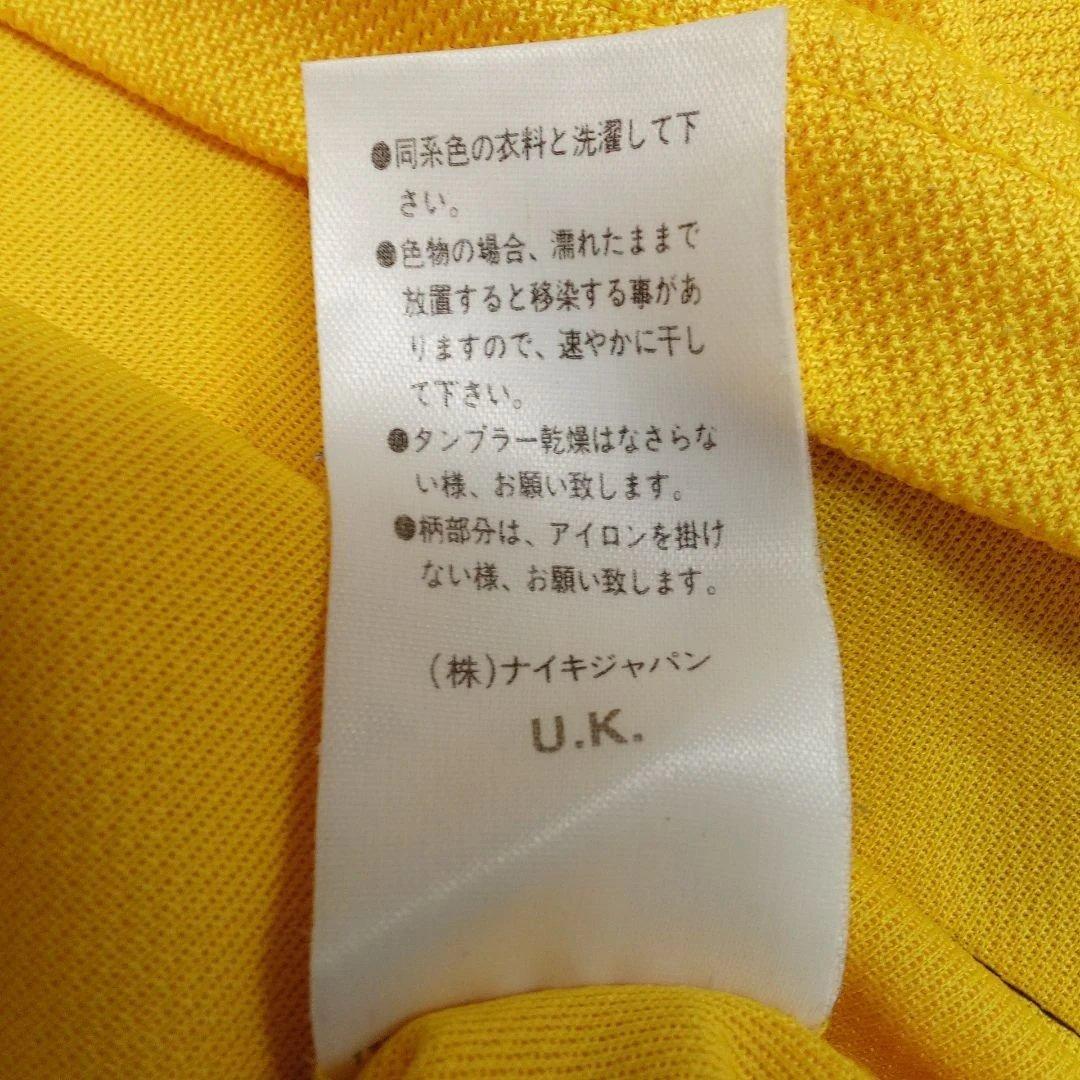 ●同系色の衣料と洗濯して下
さい。
●色物の場合、濡れたままで
放置すると移染する事があ
りますので、速やかに干し
て下さい。
●タンブラー乾燥はなさらな
い様、お願い致します。
●柄部分は、アイロンを掛け
ない様、お願い致します。
(株)ナイキジャパン
U.K.